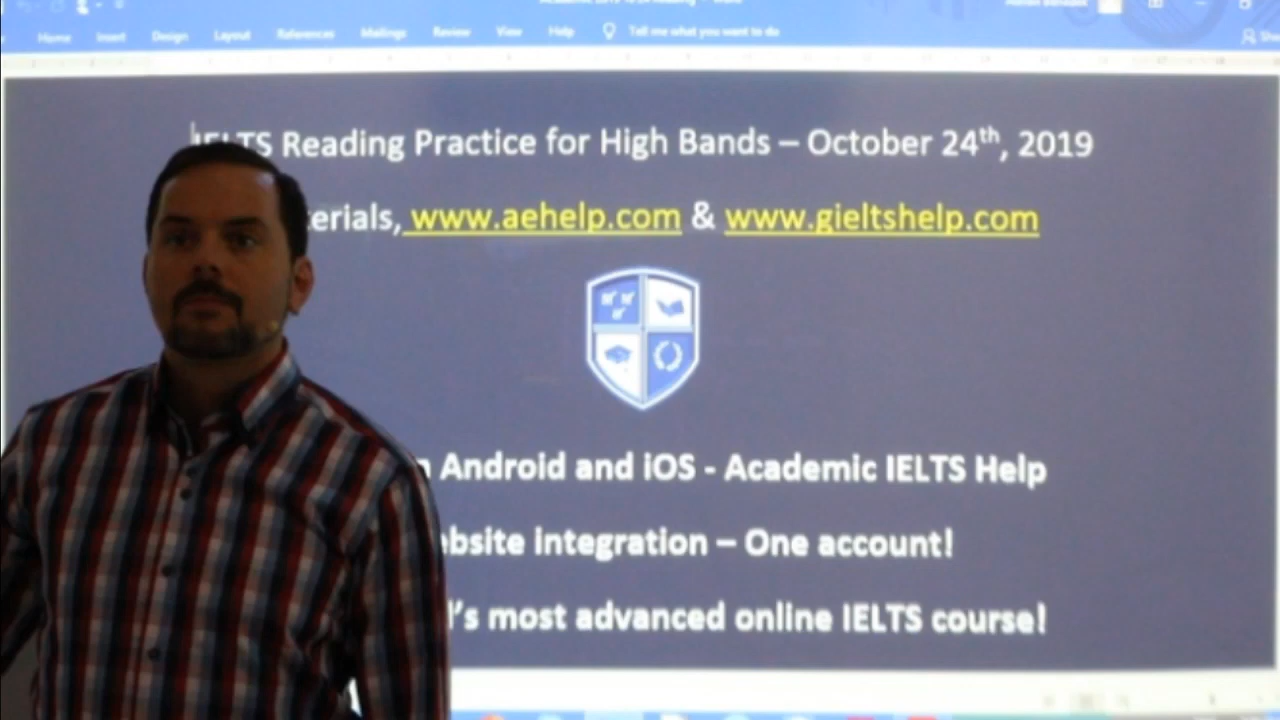 Home Insert Design Layout References Mailings Review View Help Tell me what you want to do
IELTS Reading Practice for High Bands – October 24th, 2019
terials, www.aehelp.com & www.gieltshelp.com
Android and iOS - Academic IELTS Help
bsite integration – One account!
l's most advanced online IELTS course!